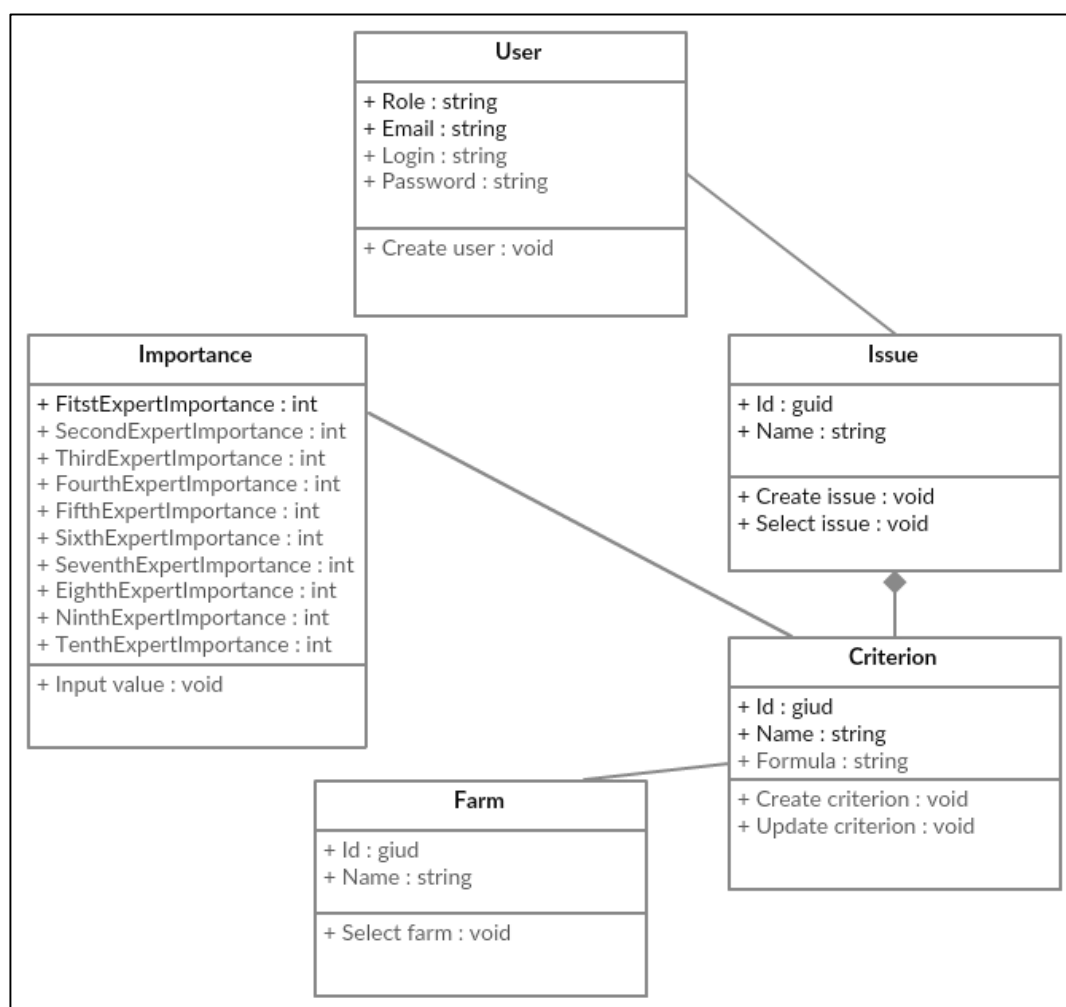 User
+ Role : string
+ Email : string
+ Login : string
+ Password : string
+ Create user : void
Importance
+ FitstExpertImportance : int
+ SecondExpertImportance : int
+ ThirdExpertImportance : int
+ FourthExpertImportance : int
+ FifthExpertImportance : int
+ SixthExpertImportance : int
+ SeventhExpertImportance : int
+ EighthExpertImportance : int
+ NinthExpertImportance : int
+ TenthExpertImportance : int
+ Input value : void
Issue
+ Id : guid
+ Name : string
+ Create issue : void
+ Select issue : void
Criterion
+ Id : giud
+ Name : string
+ Formula : string
+ Create criterion : void
+ Update criterion : void
Farm
+ Id : giud
+ Name : string
+ Select farm : void